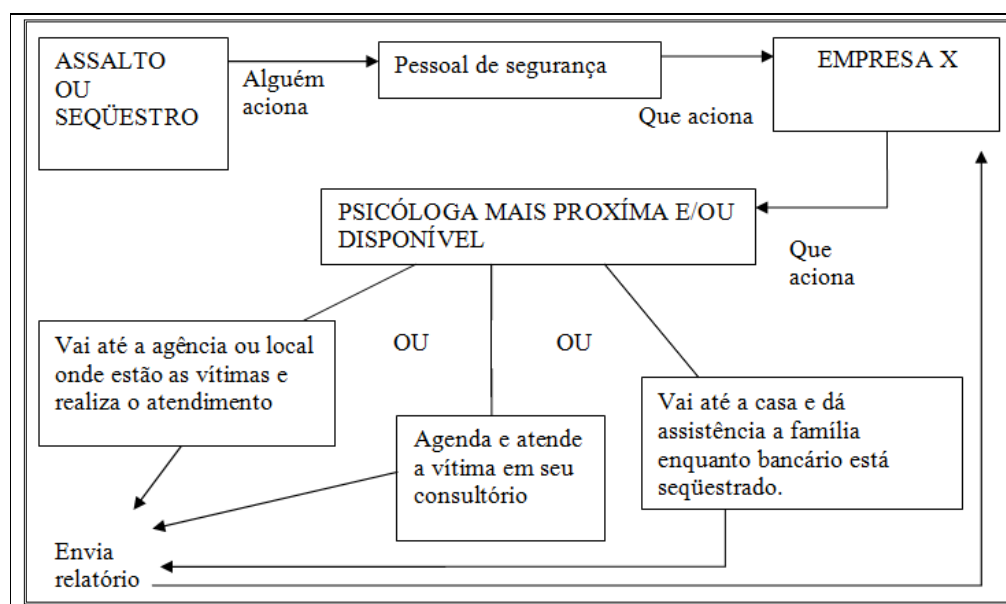 ASSALTO
OU
SEQÜESTRO
Alguém
aciona
Pessoal de segurança
Que aciona
EMPRESA X
PSICÓLOGA MAIS PROXÍMA E/OU
DISPONÍVEL
Que
aciona
Vai até a agência ou local
onde estão as vítimas e
realiza o atendimento
OU
OU
Agenda e atende
a vítima em seu
consultório
Vai até a casa e dá
assistência a família
enquanto bancário está
seqüestrado.
Envia
relatório